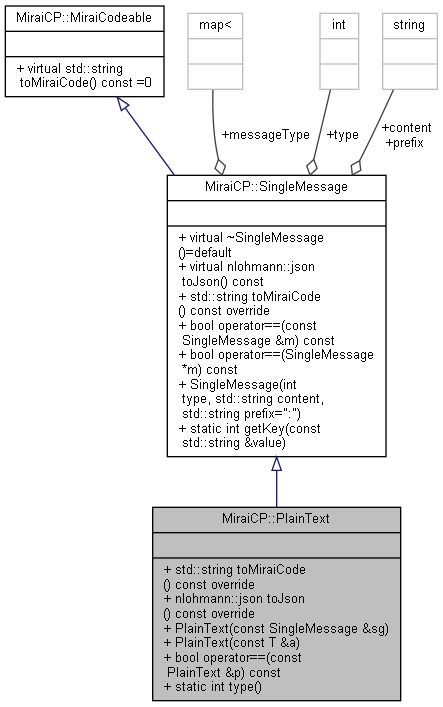 MiraiCP::MiraiCodeable
+ virtual std::string
toMiraiCode() const =0
map<
int
string
+messageType
+type
+content
+prefix
MiraiCP::SingleMessage
+ virtual ~SingleMessage
()=default
+ virtual nlohmann::json
toJson() const
+ std::string toMiraiCode
() const override
+ bool operator==(const
SingleMessage &m) const
+ bool operator==(SingleMessage
*m) const
+ SingleMessage(int
type, std::string content,
std::string prefix=":")
+ static int getKey(const
std::string &value)
MiraiCP::PlainText
+ std::string toMiraiCode
() const override
+ nlohmann::json toJson
() const override
+ PlainText(const SingleMessage &sg)
+ PlainText(const T &a)
+ bool operator==(const
PlainText &p) const
+ static int type()